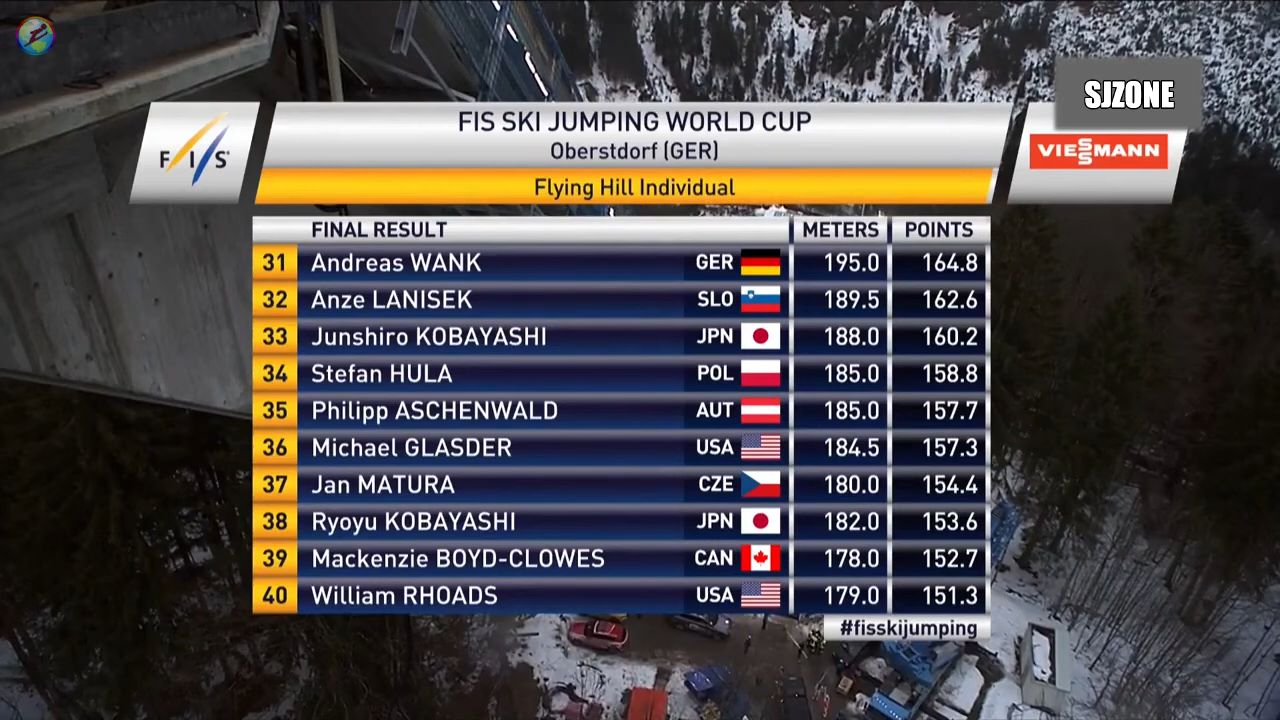 SJZONE
FIS
FIS SKI JUMPING WORLD CUP
Oberstdorf (GER)
Flying Hill Individual
VIESSMANN
FINAL RESULT METERS POINTS
31 Andreas WANK GER 195.0 164.8
32 Anze LANISEK SLO 189.5 162.6
33 Junshiro KOBAYASHI JPN 188.0 160.2
34 Stefan HULA POL 185.0 158.8
35 Philipp ASCHENWALD AUT 185.0 157.7
36 Michael GLASDER USA 184.5 157.3
37 Jan MATURA CZE 180.0 154.4
38 Ryoyu KOBAYASHI JPN 182.0 153.6
39 Mackenzie BOYD-CLOWES CAN 178.0 152.7
40 William RHOADS USA 179.0 151.3
#fisskijumping